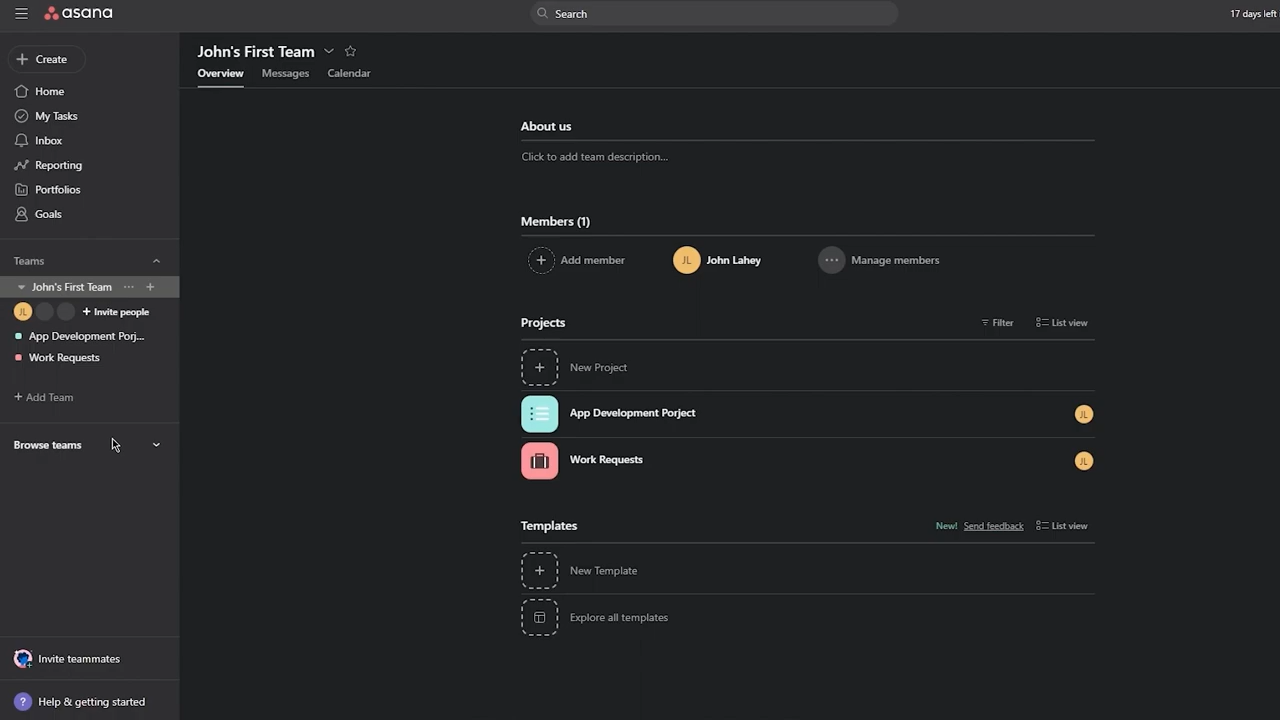 asana
Search
17 days left
Create
Home
My Tasks
Inbox
Reporting
Portfolios
Goals
Teams
John's First Team
JL
+ Invite people
App Development Porj...
Work Requests
+ Add Team
Browse teams
Invite teammates
? Help & getting started
John's First Team
Overview Messages Calendar
About us
Click to add team description...
Members (1)
+ Add member JL John Lahey ... Manage members
Projects Filter List view
+ New Project
App Development Porject JL
Work Requests JL
Templates New! Send feedback List view
+ New Template
Explore all templates